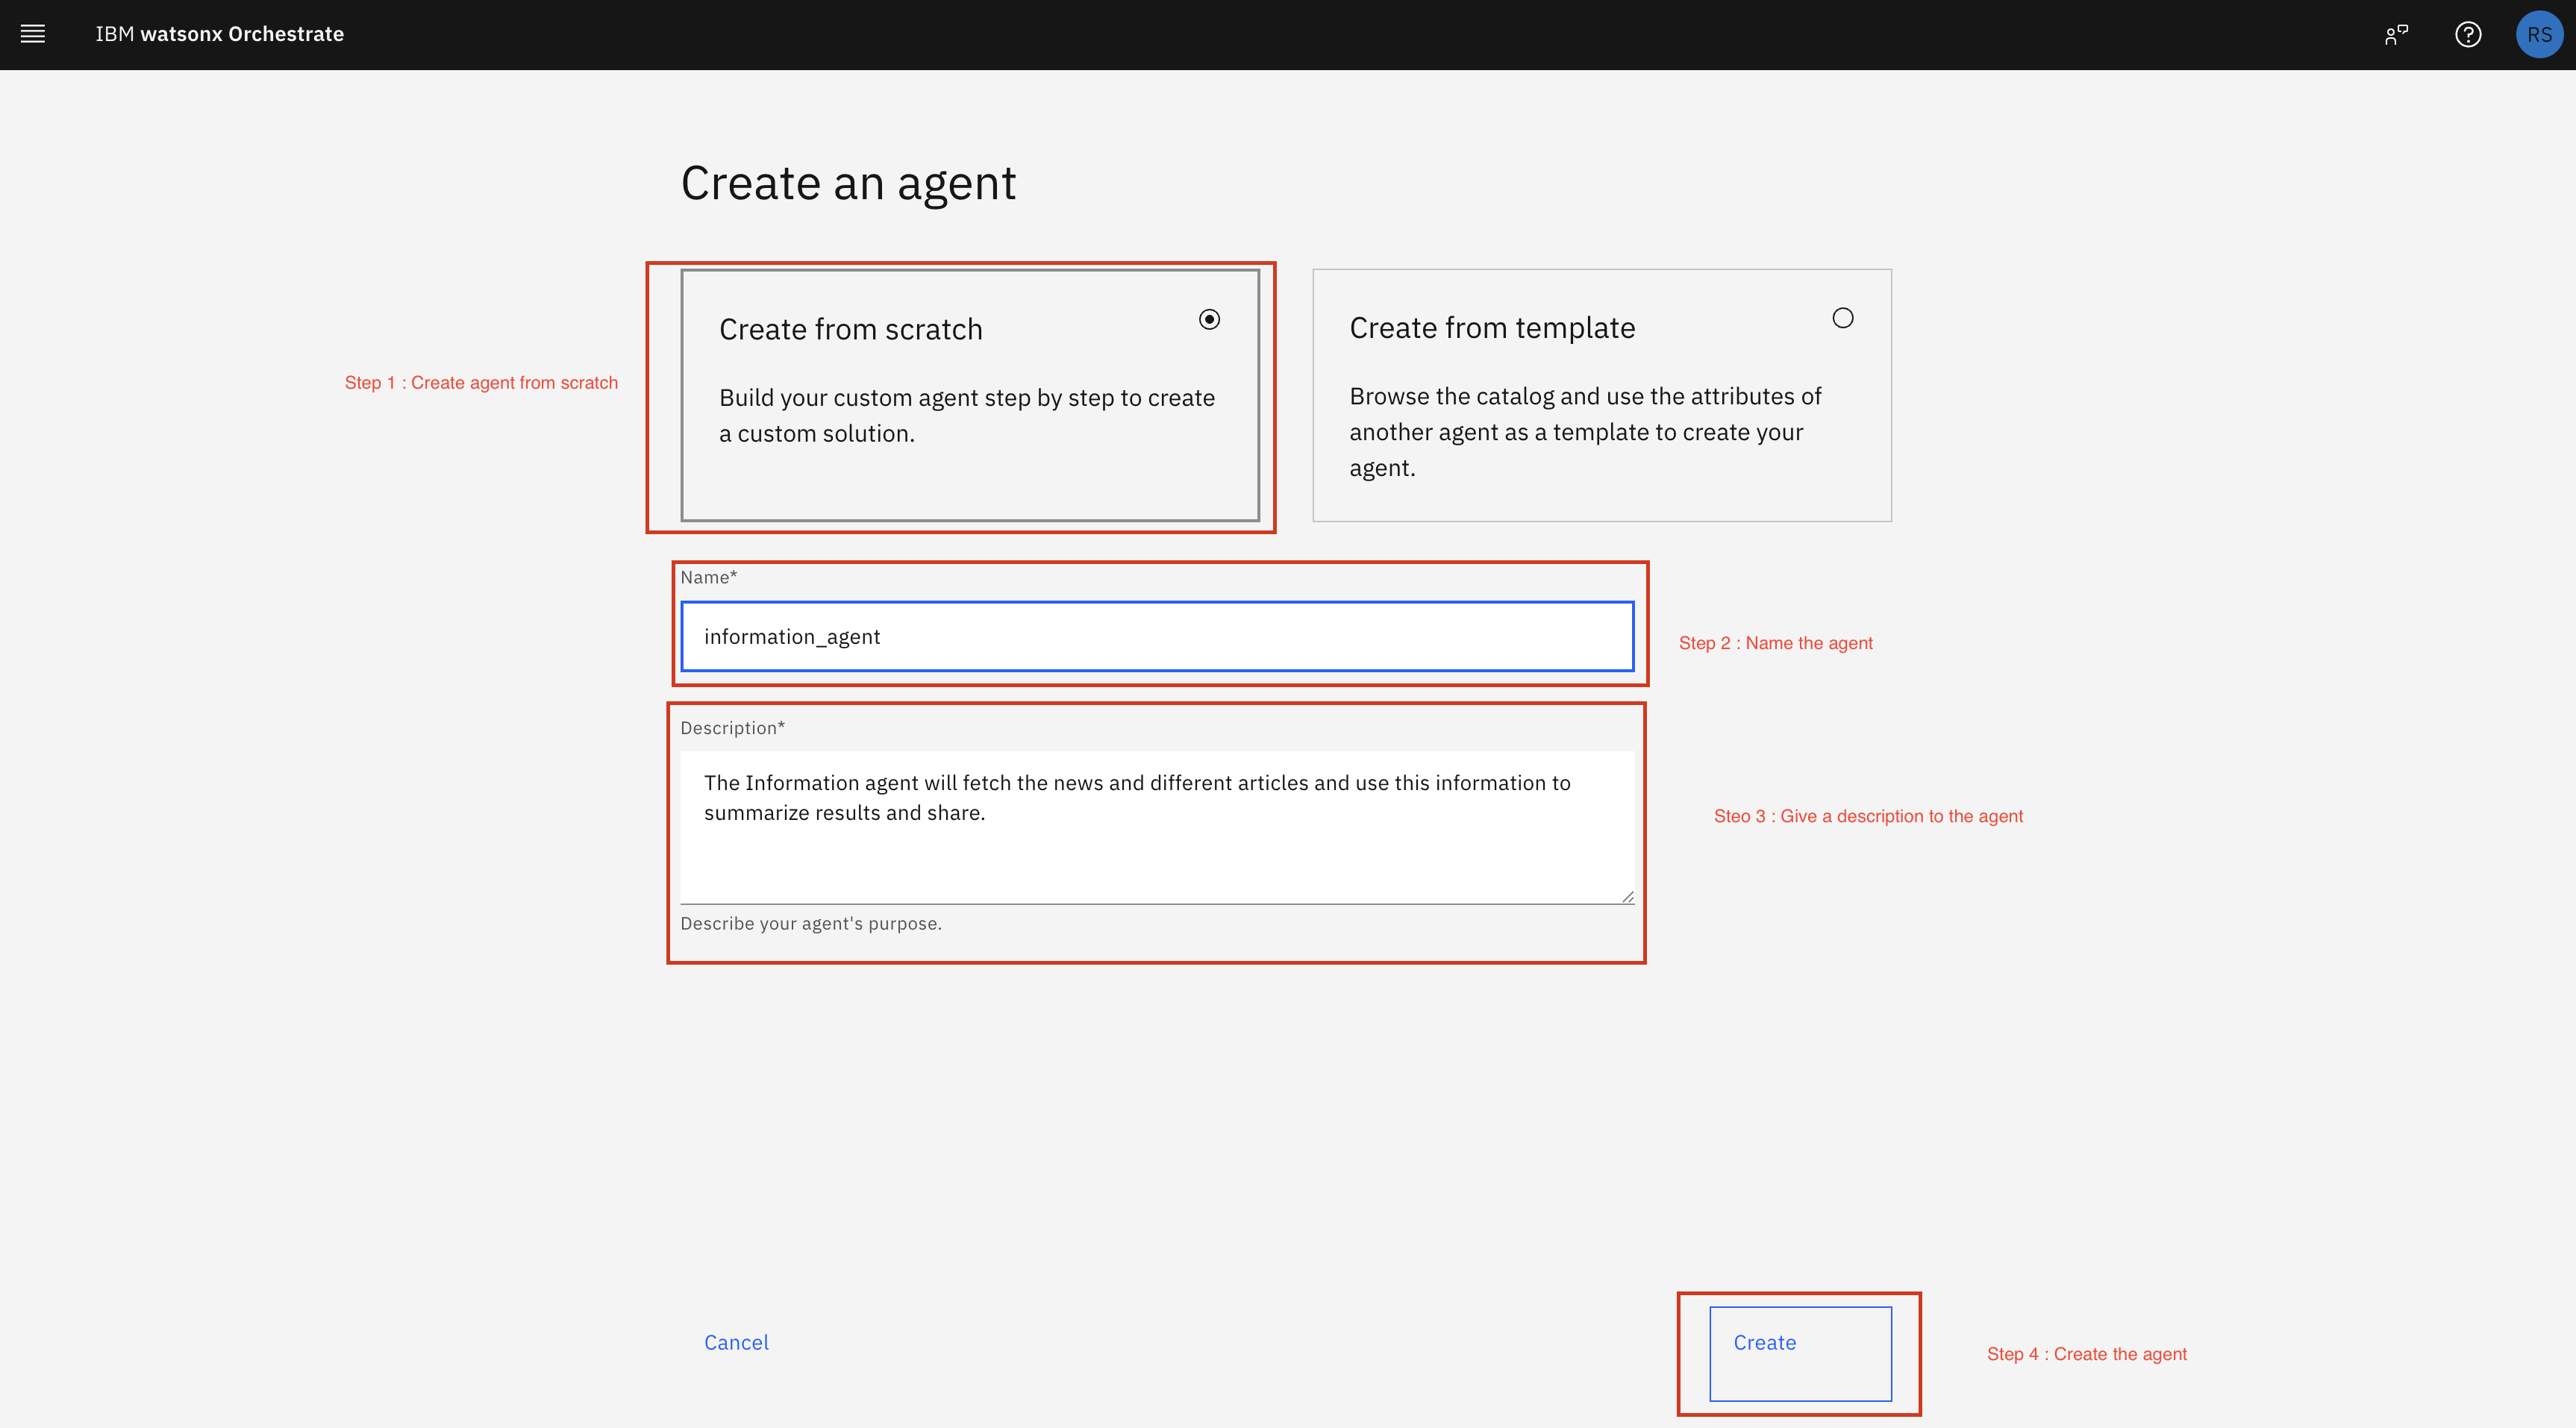 IBM watsonx Orchestrate
RS
Create an agent
Create from scratch
Build your custom agent step by step to create
a custom solution.
Create from template
Browse the catalog and use the attributes of
another agent as a template to create your
agent.
Step 1 : Create agent from scratch
Name*
information_agent
Step 2 : Name the agent
Description*
The Information agent will fetch the news and different articles and use this information to
summarize results and share.
Steo 3 : Give a description to the agent
Describe your agent's purpose.
Cancel
Create
Step 4 : Create the agent